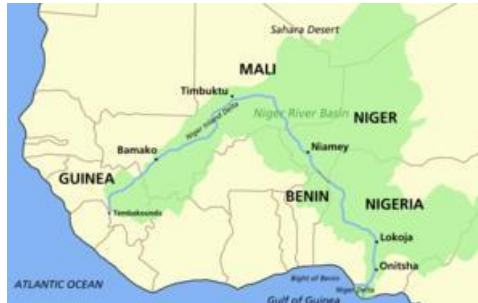 Sahara Desert
MALI
Timbuktu
Niger Inland Delta
Niger River Basin
NIGER
Bamako
Niamey
GUINEA
Tembakounda
BENIN
NIGERIA
Lokoja
Onitsha
Bight of Benin
ATLANTIC OCEAN
Niger Delta
Gulf of Guinea